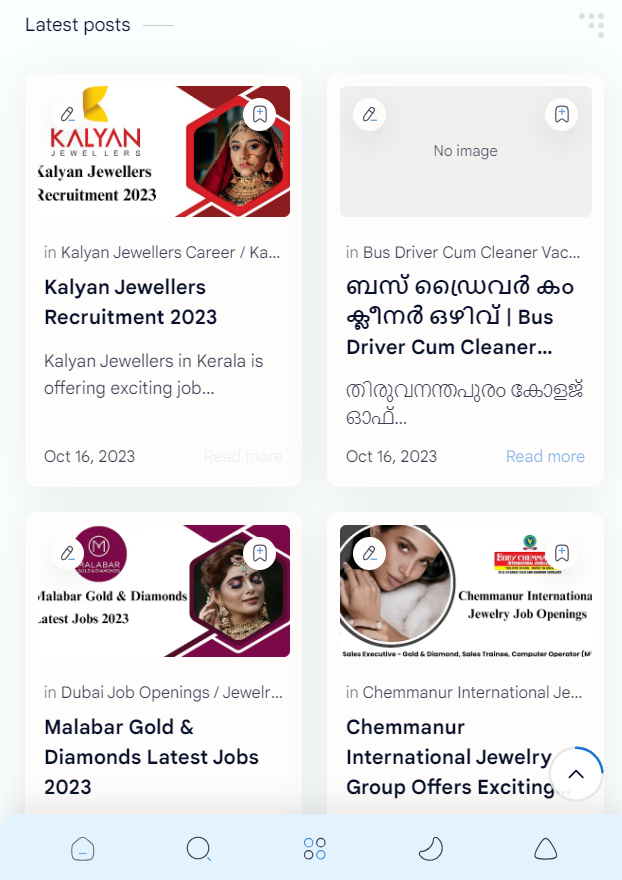 Latest posts
KALYAN
JEWELLERS
Kalyan Jewellers
Recruitment 2023
No image
in Kalyan Jewellers Career / Ka...
Kalyan Jewellers
Recruitment 2023
Kalyan Jewellers in Kerala is
offering exciting job...
Oct 16, 2023 Read more
in Bus Driver Cum Cleaner Vac...
ബസ് ഡ്രൈവർ കം
ക്ലീനർ ഒഴിവ് | Bus
Driver Cum Cleaner...
തിരുവനന്തപുരം കോളജ്
ഓഫ്...
Oct 16, 2023 Read more
MALABAR
GOLD & DIAMONDS
Malabar Gold & Diamonds
Latest Jobs 2023
BOBY CHEMM
INTERNATIONAL JEWELL
Chemmanur Internationa
Jewelry Job Openings
Sales Executive - Gold & Diamond, Sales Trainee, Computer Operator (M
in Dubai Job Openings / Jewelr...
Malabar Gold &
Diamonds Latest Jobs
2023
in Chemmanur International Je...
Chemmanur
International Jewelry
Group Offers Exciting...